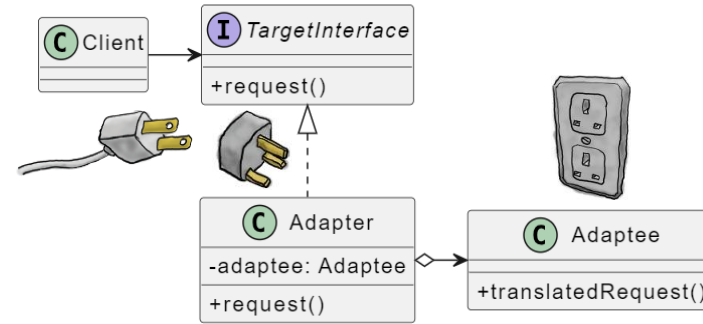 C Client
I TargetInterface
+request()
C Adapter
-adaptee: Adaptee
+request()
C Adaptee
+translatedRequest()